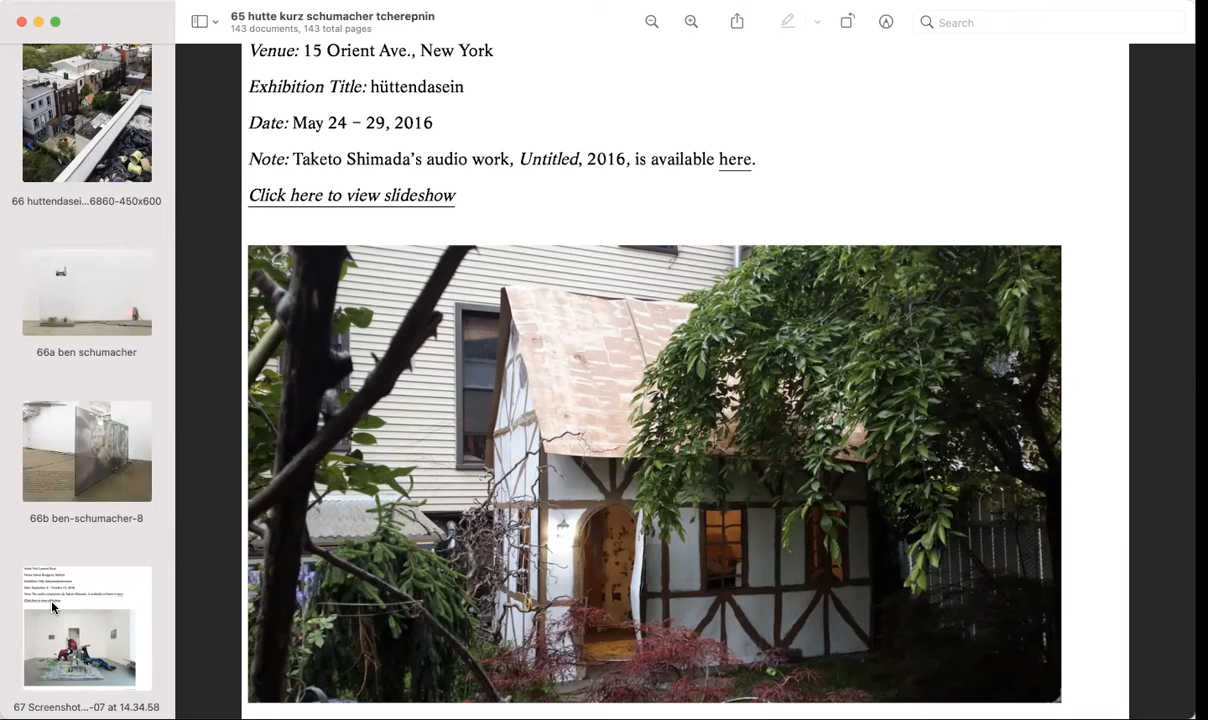 65 hutte kurz schumacher tcherepnin
143 documents, 143 total pages
Search
Venue: 15 Orient Ave., New York
Exhibition Title: hüttendasein
Date: May 24 – 29, 2016
Note: Taketo Shimada's audio work, Untitled, 2016, is available here.
Click here to view slideshow
66 huttendasei...6860-450x600
66a ben schumacher
66b ben-schumacher-8
67 Screenshot...-07 at 14.34.58